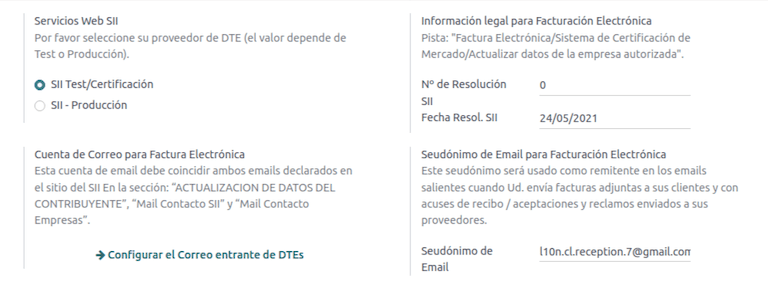 Servicios Web SII
Por favor seleccione su proveedor de DTE (el valor depende de
Test o Producción).
SII Test/Certificación
SII - Producción
Información legal para Facturación Electrónica
Pista: "Factura Electrónica/Sistema de Certificación de
Mercado/Actualizar datos de la empresa autorizada".
Nº de Resolución
SII
0
Fecha Resol. SII
24/05/2021
Cuenta de Correo para Factura Electrónica
Esta cuenta de email debe coincidir ambos emails declarados en
el sitio del SII En la sección: "ACTUALIZACION DE DATOS DEL
CONTRIBUYENTE", "Mail Contacto SII" y "Mail Contacto
Empresas".
Configurar el Correo entrante de DTEs
Seudónimo de Email para Facturación Electrónica
Este seudónimo será usado como remitente en los emails
salientes cuando Ud. envía facturas adjuntas a sus clientes y con
acuses de recibo / aceptaciones y reclamos enviados a sus
proveedores.
Seudónimo de
Email
l10n.cl.reception.7@gmail.com